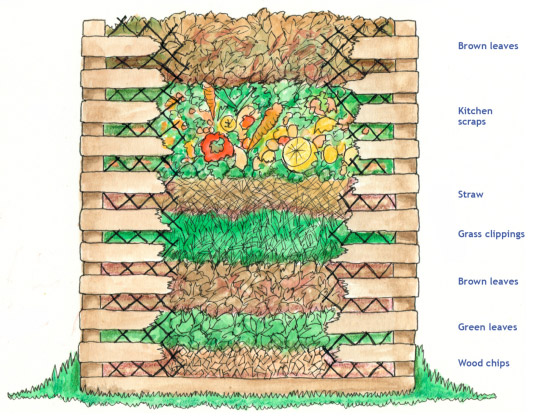 Brown leaves
Kitchen
scraps
Straw
Grass clippings
Brown leaves
Green leaves
Wood chips